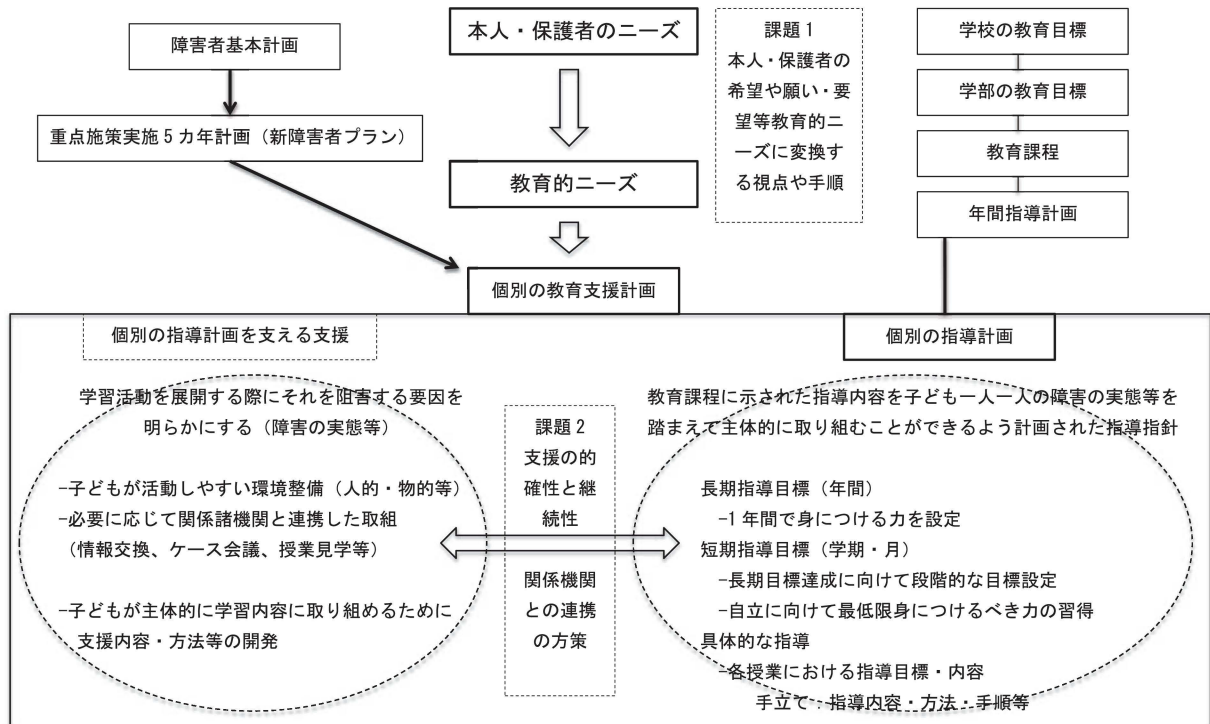 障害者基本計画
重点施策実施5カ年計画（新障害者プラン）
本人・保護者のニーズ
教育的ニーズ
個別の教育支援計画
課題1
本人・保護者の
希望や願い・要
望等教育的ニ
ーズに変換す
る視点や手順
学校の教育目標
学部の教育目標
教育課程
年間指導計画
個別の指導計画を支える支援
学習活動を展開する際にそれを阻害する要因を
明らかにする（障害の実態等）
-子どもが活動しやすい環境整備（人的・物的等）
-必要に応じて関係諸機関と連携した取組
（情報交換、ケース会議、授業見学等）
-子どもが主体的に学習内容に取り組めるために
支援内容・方法等の開発
課題2
支援の的
確性と継
続性
関係機関
との連携
の方策
個別の指導計画
教育課程に示された指導内容を子ども一人一人の障害の実態等を
踏まえて主体的に取り組むことができるよう計画された指導指針
長期指導目標（年間）
-1年間で身につける力を設定
短期指導目標（学期・月）
-長期目標達成に向けて段階的な目標設定
-自立に向けて最低限身につけるべき力の習得
具体的な指導
-各授業における指導目標・内容
手立て：指導内容・方法・手順等